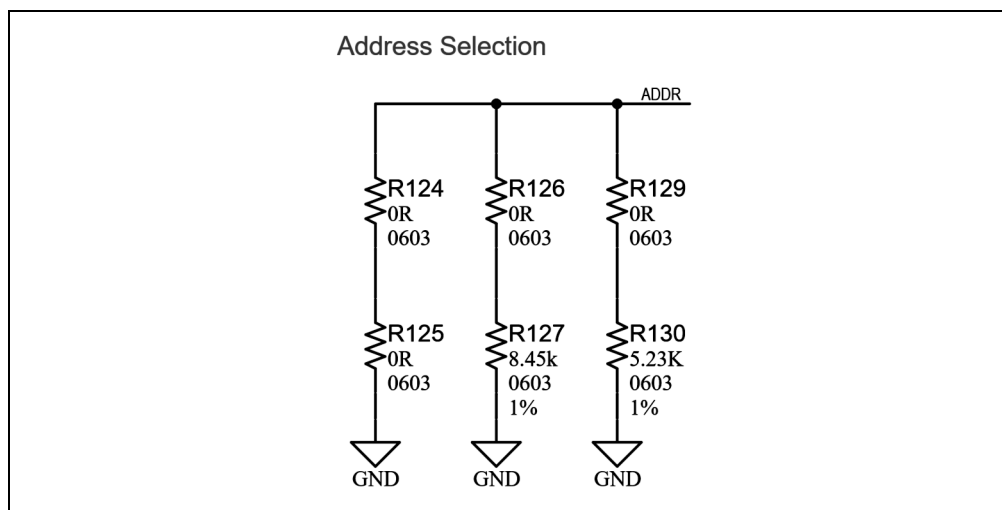 Address Selection
ADDR
R124
0R
0603
R126
0R
0603
R129
0R
0603
R125
0R
0603
R127
8.45k
0603
1%
R130
5.23K
0603
1%
GND
GND
GND